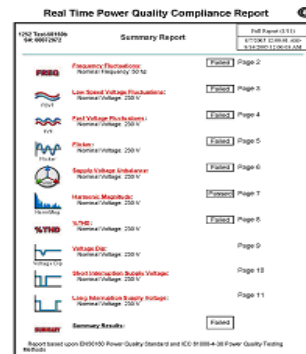 Real Time Power Quality Compliance Report
Summary Report
Full Report
FREQ
Frequency Fluctuations:
Nominal Frequency: 50 hz
Failed
Page 2
Low Speed Voltage Fluctuations:
Nominal Voltage: 230 V
Failed
Page 3
Fast Voltage Fluctuations:
Nominal Voltage: 230 V
Failed
Page 4
Flicker
Flicker:
Nominal Voltage: 230 V
Failed
Page 5
Supply Voltage Unbalance:
Nominal Voltage: 230 V
Failed
Page 6
Harmonic Magnitude:
Nominal Voltage: 230 V
Passed
Page 7
%THD
%THD:
Nominal Voltage: 230 V
Failed
Page 8
Voltage Dip
Voltage Dip:
Nominal Voltage: 230 V
Page 9
Short Interruption Supply Voltage:
Nominal Voltage: 230 V
Page 10
Long Interruption Supply Voltage:
Nominal Voltage: 230 V
Page 11
SUMMARY
Summary Results:
Failed
Report based upon EN50160 Power Quality Standard and IEC 61000-4-30 Power Quality Testing
Methods